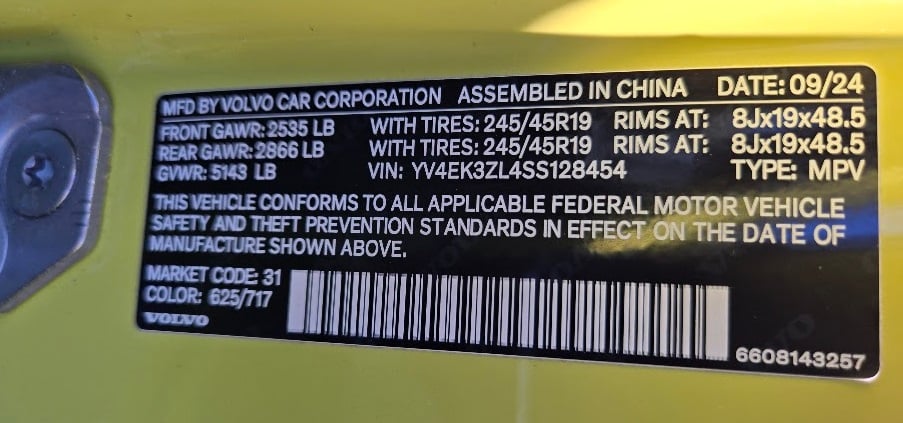 MFD BY VOLVO CAR CORPORATION ASSEMBLED IN CHINA DATE: 09/24
FRONT GAWR: 2535 LB WITH TIRES: 245/45R19 RIMS AT: 8Jx19x48.5
REAR GAWR: 2866 LB WITH TIRES: 245/45R19 RIMS AT: 8Jx19x48.5
GVWR: 5143 LB VIN: YV4EK3ZL4SS128454 TYPE: MPV
THIS VEHICLE CONFORMS TO ALL APPLICABLE FEDERAL MOTOR VEHICLE
SAFETY AND THEFT PREVENTION STANDARDS IN EFFECT ON THE DATE OF
MANUFACTURE SHOWN ABOVE.
MARKET CODE: 31
COLOR: 625/717
VOLVO
6608143257